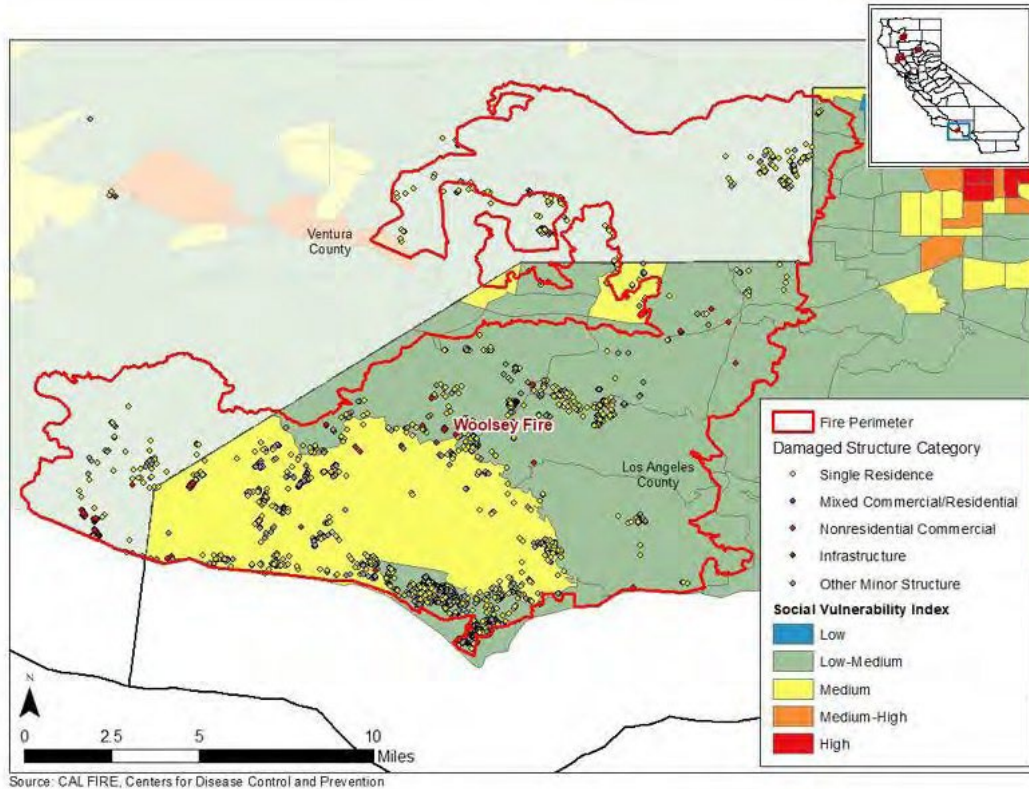 Ventura
County
Woolsey Fire
Los Angeles
County
Fire Perimeter
Damaged Structure Category
Single Residence
Mixed Commercial/Residential
Nonresidential Commercial
Infrastructure
Other Minor Structure
Social Vulnerability Index
Low
Low-Medium
Medium
Medium-High
High
N
0 2.5 5 10
Miles
Source: CAL FIRE, Centers for Disease Control and Prevention